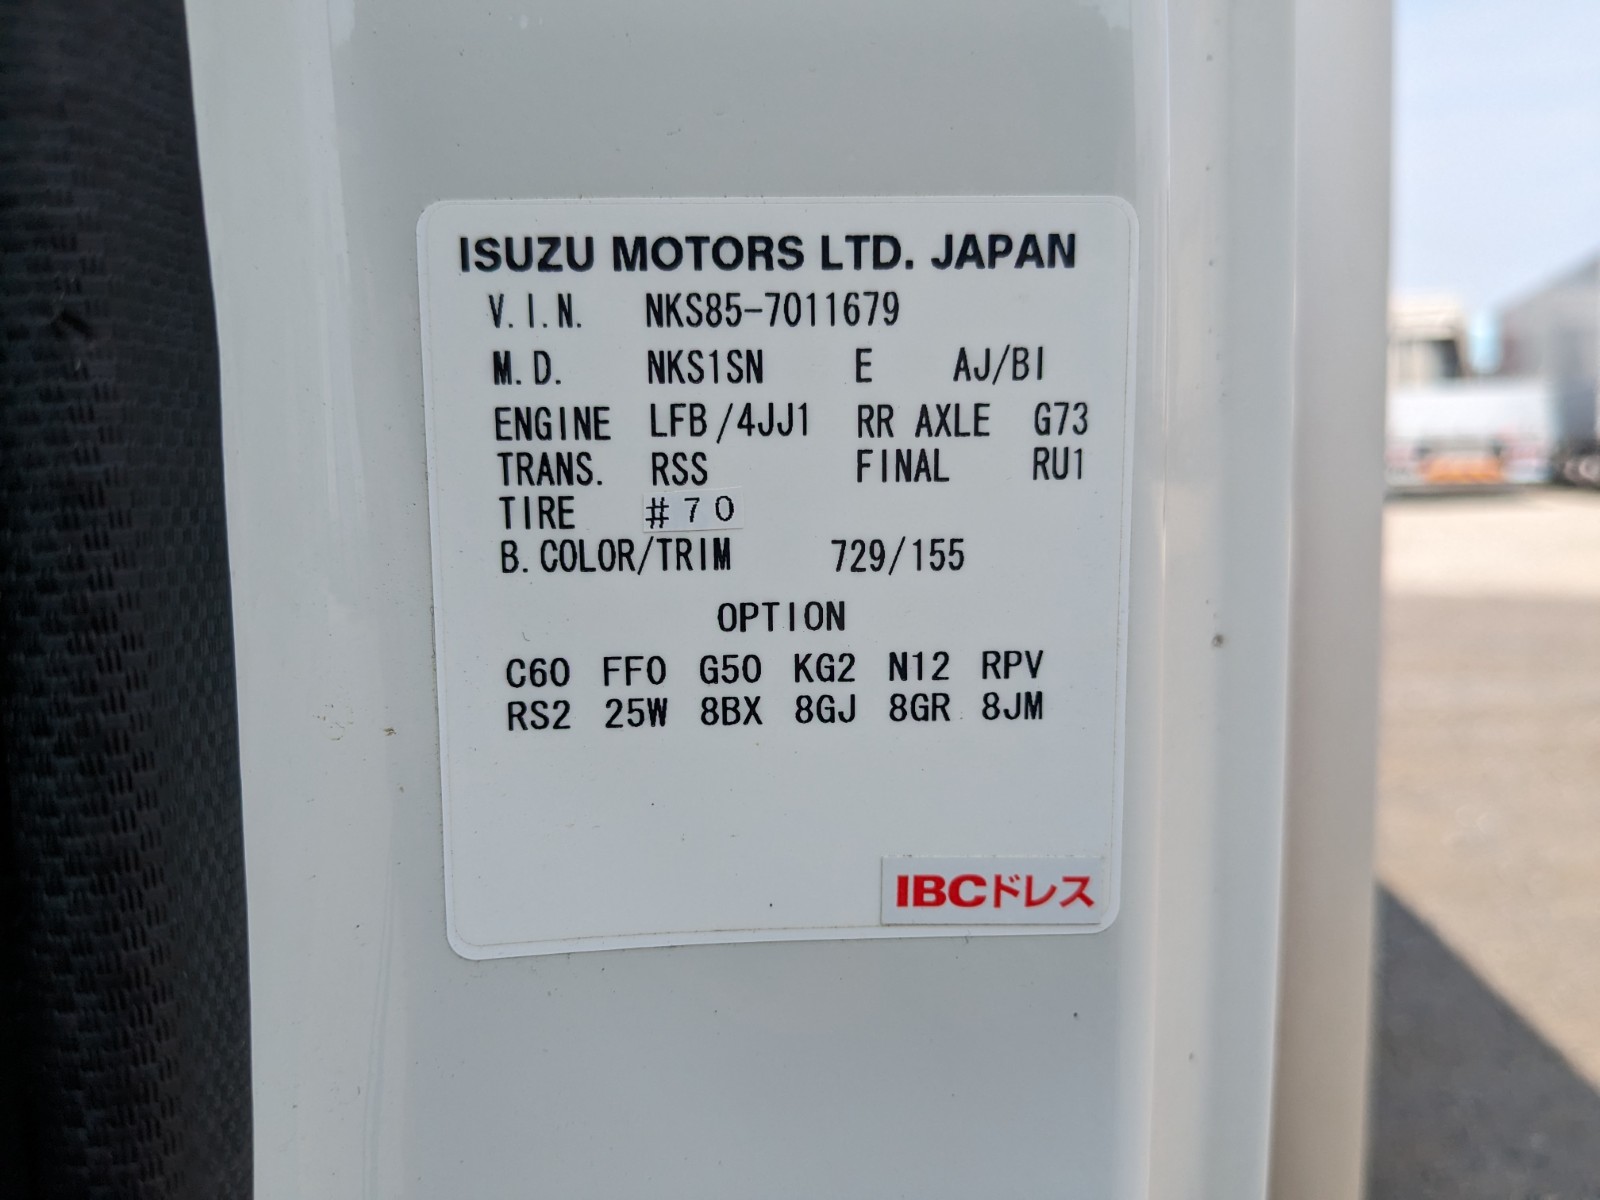 ISUZU MOTORS LTD. JAPAN
V.I.N. NKS85-7011679
M.D. NKS1SN E AJ/BI
ENGINE LFB/4JJ1 RR AXLE G73
TRANS. RSS FINAL RU1
TIRE #70
B.COLOR/TRIM 729/155
OPTION
C60 FF0 G50 KG2 N12 RPV
RS2 25W 8BX 8GJ 8GR 8JM
IBCドレス